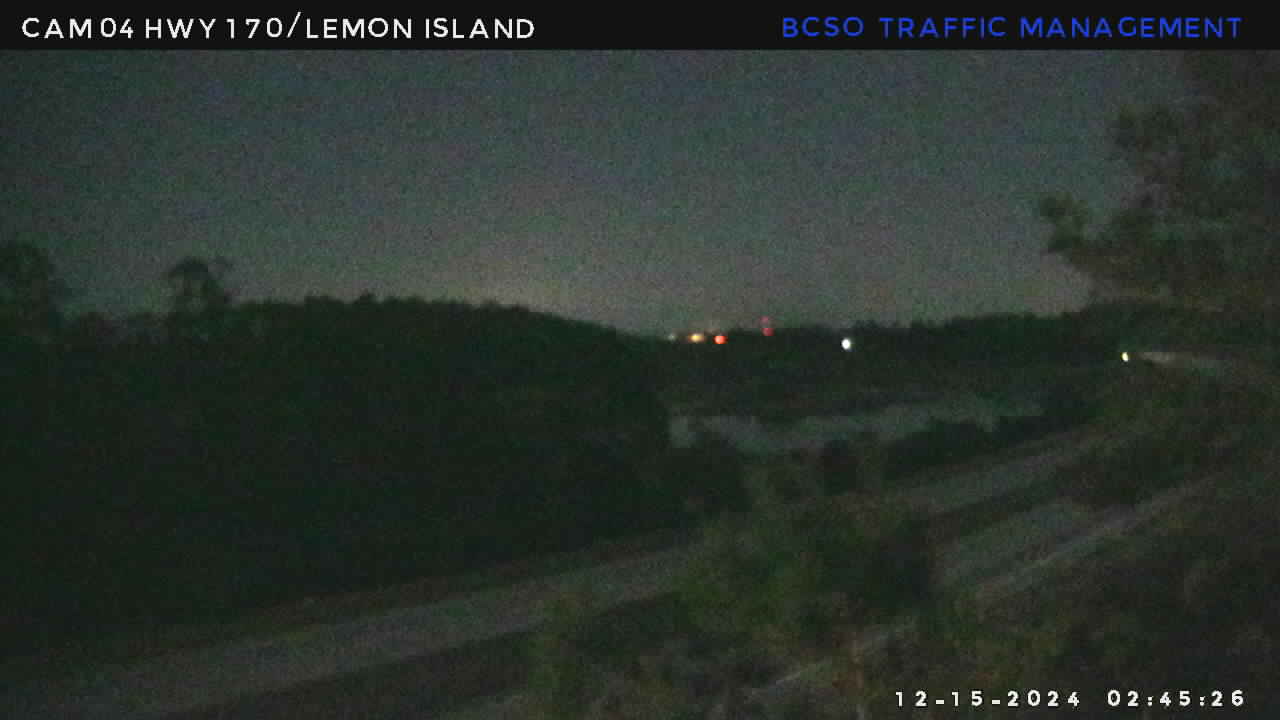 CAM04 HWY 170/LEMON ISLAND
BCSO TRAFFIC MANAGEMENT
12-15-2024 02:45:26